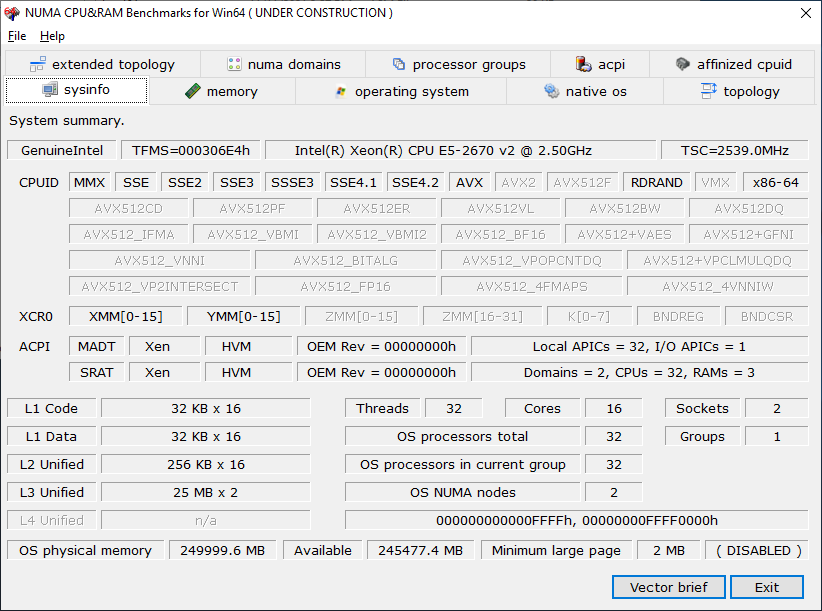 NUMA CPU&RAM Benchmarks for Win64 ( UNDER CONSTRUCTION )
File Help
extended topology numa domains processor groups acpi affinized cpuid
sysinfo memory operating system native os topology
System summary.
GenuineIntel TFMS=000306E4h Intel(R) Xeon(R) CPU E5-2670 v2 @ 2.50GHz TSC=2539.0MHz
CPUID MMX SSE SSE2 SSE3 SSSE3 SSE4.1 SSE4.2 AVX AVX2 AVX512F RDRAND VMX x86-64
AVX512CD AVX512PF AVX512ER AVX512VL AVX512BW AVX512DQ
AVX512_IFMA AVX512_VBMI AVX512_VBMI2 AVX512_BF16 AVX512+VAES AVX512+GFNI
AVX512_VNNI AVX512_BITALG AVX512_VPOPCNTDQ AVX512+VPCLMULQDQ
AVX512_VP2INTERSECT AVX512_FP16 AVX512_4FMAPS AVX512_4VNNIW
XCR0 XMM[0-15] YMM[0-15] ZMM[0-15] ZMM[16-31] K[0-7] BNDREG BNDCSR
ACPI MADT Xen HVM OEM Rev = 00000000h Local APICs = 32, I/O APICs = 1
SRAT Xen HVM OEM Rev = 00000000h Domains = 2, CPUs = 32, RAMs = 3
L1 Code 32 KB x 16 Threads 32 Cores 16 Sockets 2
L1 Data 32 KB x 16 OS processors total 32 Groups 1
L2 Unified 256 KB x 16 OS processors in current group 32
L3 Unified 25 MB x 2 OS NUMA nodes 2
L4 Unified n/a 000000000000FFFFh, 00000000FFFF0000h
OS physical memory 249999.6 MB Available 245477.4 MB Minimum large page 2 MB ( DISABLED )
Vector brief Exit